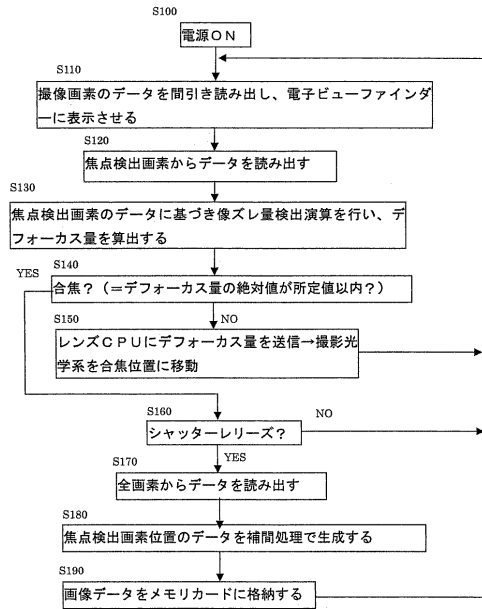 S100
電源ON
S110
撮像画素のデータを間引き読み出し、電子ビューファインダ
ーに表示させる
S120
焦点検出画素からデータを読み出す
S130
焦点検出画素のデータに基づき像ズレ量検出演算を行い、デ
フォーカス量を算出する
YES
S140
合焦?(=デフォーカス量の絶対値が所定値以内?)
NO
S150
レンズCPUにデフォーカス量を送信→撮影光
学系を合焦位置に移動
S160
NO
シャッターレリーズ?
YES
S170
全画素からデータを読み出す
S180
焦点検出画素位置のデータを補間処理で生成する
S190
画像データをメモリカードに格納する